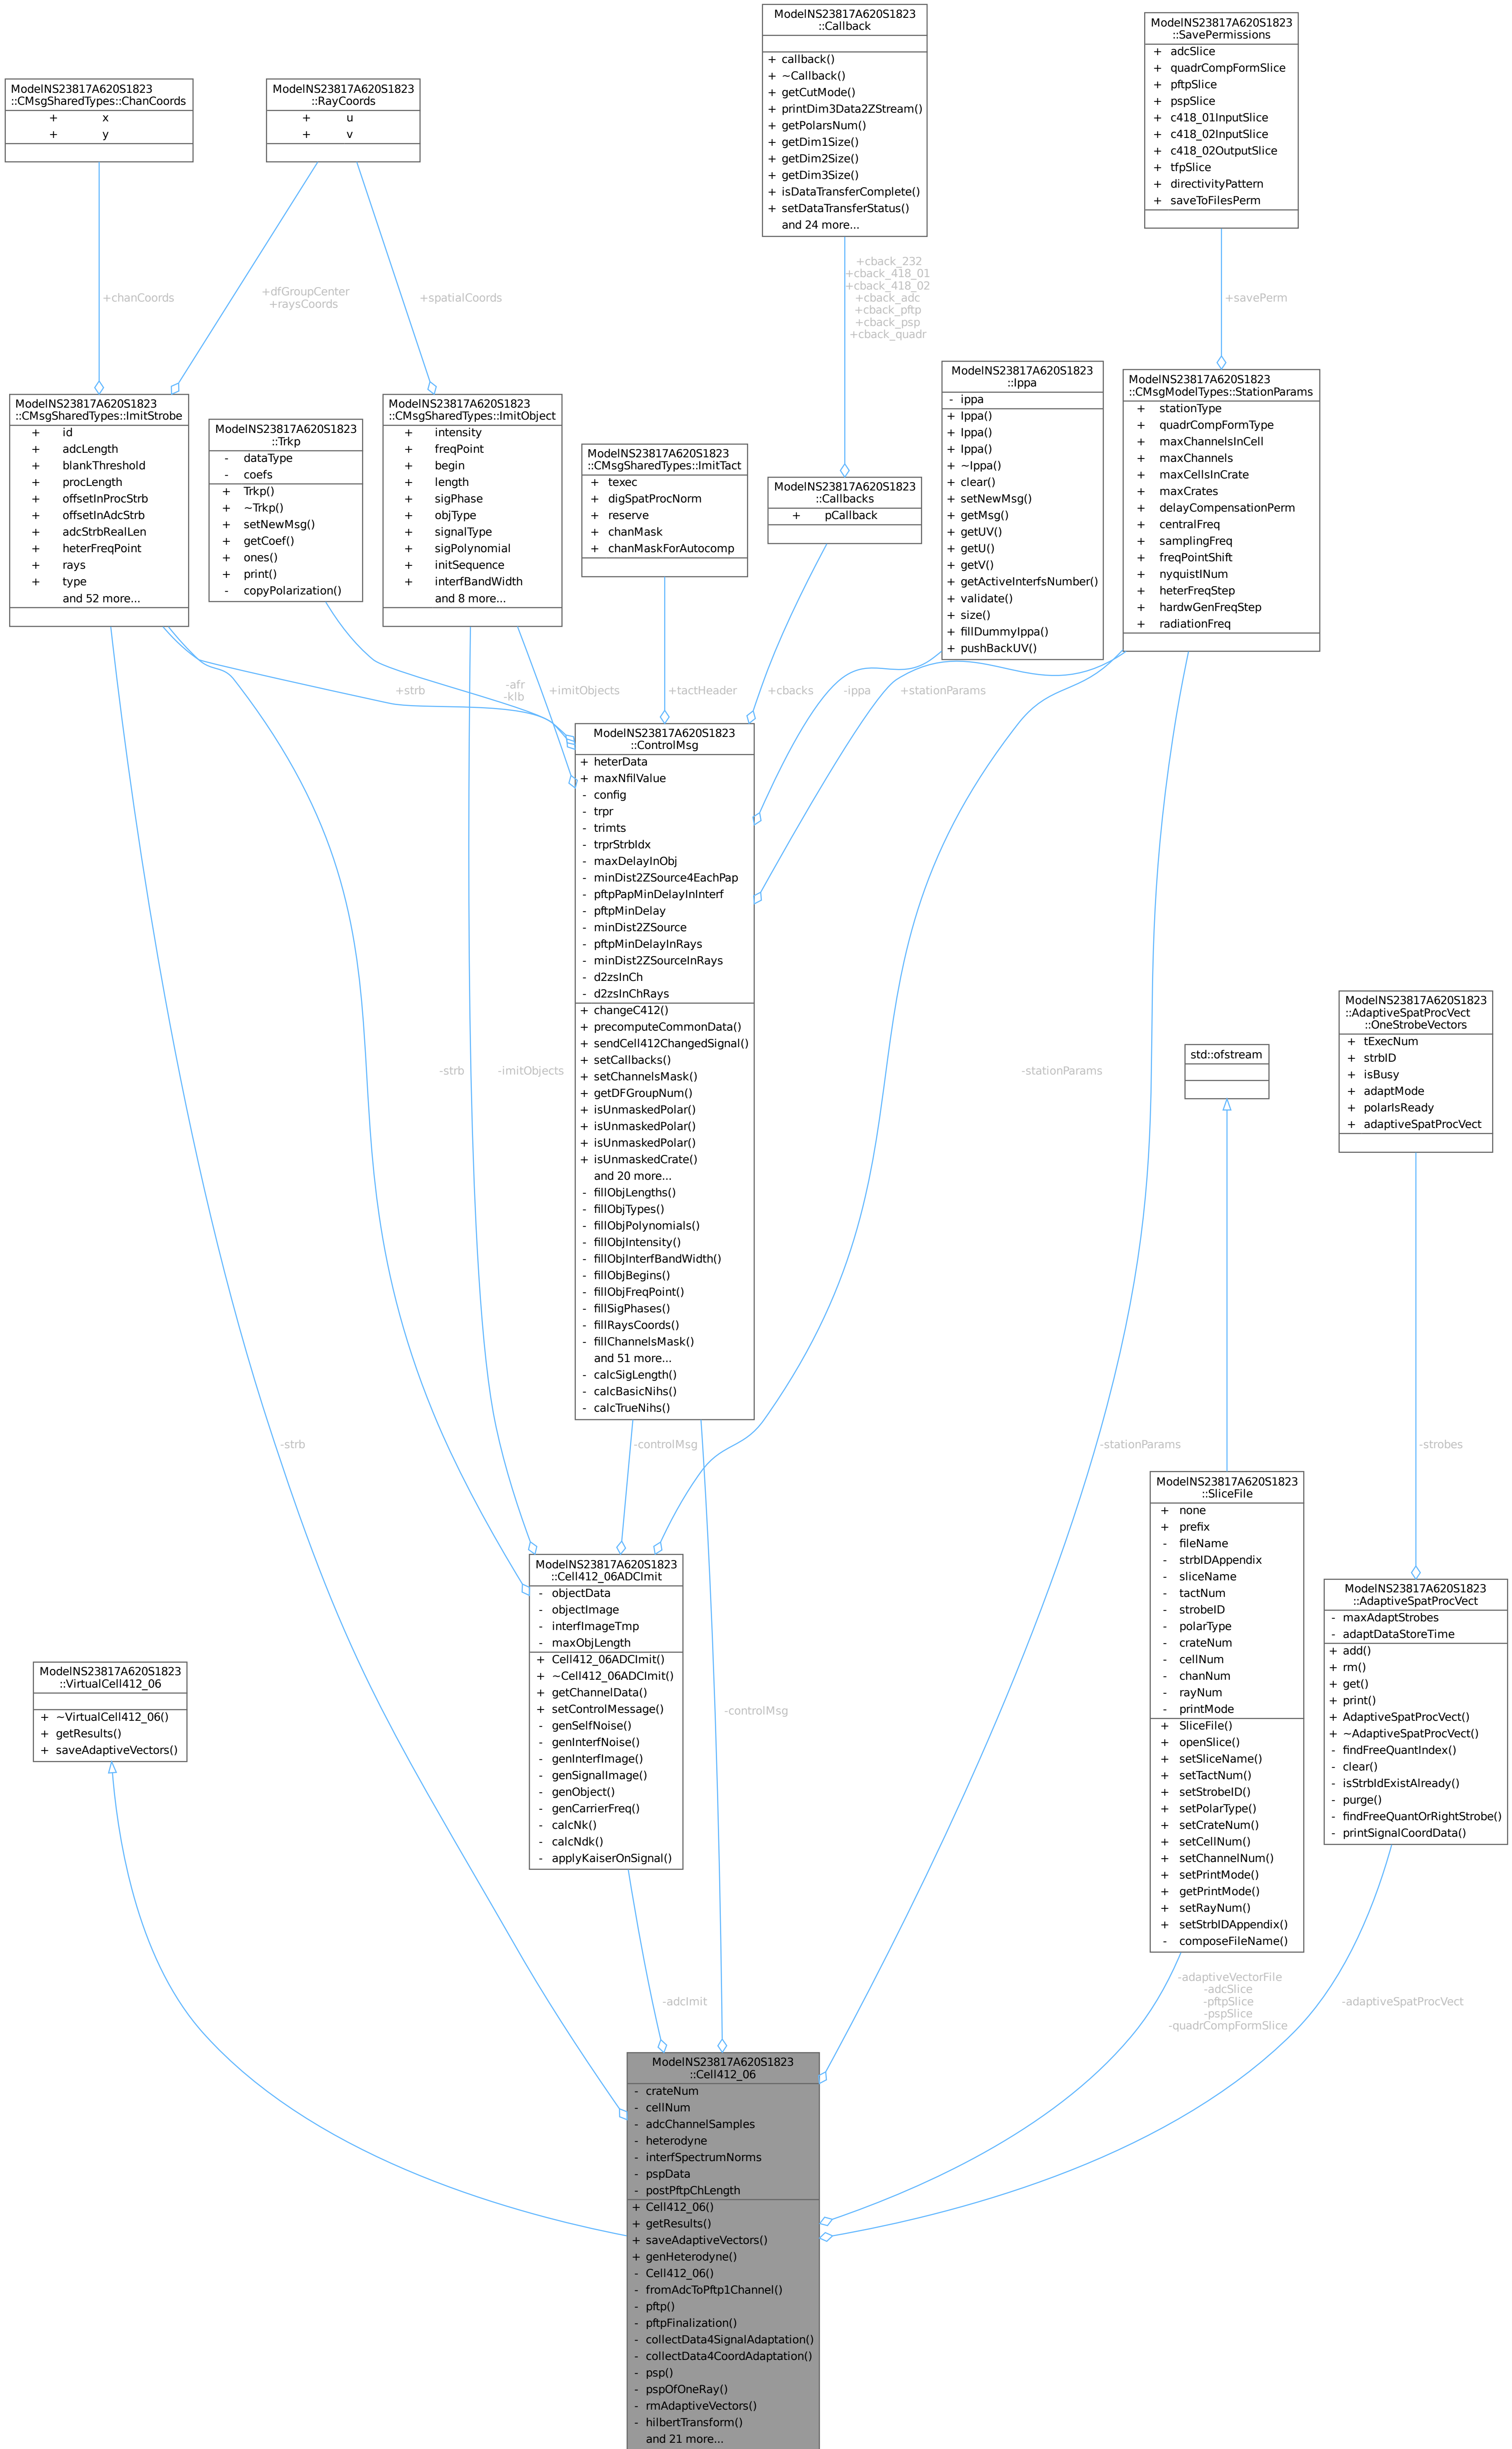 ModelNS23817A620S1823
::Callback
+ callback()
+ ~Callback()
+ getCutMode()
+ printDim3Data2ZStream()
+ getPolarsNum()
+ getDim1Size()
+ getDim2Size()
+ getDim3Size()
+ isDataTransferComplete()
+ setDataTransferStatus()
and 24 more...
ModelNS23817A620S1823
::SavePermissions
+ adcSlice
+ quadrCompFormSlice
+ pftpSlice
+ pspSlice
+ c418_01InputSlice
+ c418_02InputSlice
+ c418_02OutputSlice
+ tfpSlice
+ directivityPattern
+ saveToFilesPerm
ModelNS23817A620S1823
::CMsgSharedTypes::ChanCoords
+ x
+ y
ModelNS23817A620S1823
::RayCoords
+ u
+ v
+chanCoords
+dfGroupCenter
+raysCoords
+spatialCoords
+cback_232
+cback_418_01
+cback_418_02
+cback_adc
+cback_pftp
+cback_psp
+cback_quadr
+savePerm
ModelNS23817A620S1823
::CMsgSharedTypes::ImitStrobe
+ id
+ adcLength
+ blankThreshold
+ procLength
+ offsetInProcStrb
+ offsetInAdcStrb
+ adcStrbRealLen
+ heterFreqPoint
+ rays
+ type
and 52 more...
ModelNS23817A620S1823
::Trkp
- dataType
- coefs
+ Trkp()
+ ~Trkp()
+ setNewMsg()
+ getCoef()
+ ones()
+ print()
- copyPolarization()
ModelNS23817A620S1823
::CMsgSharedTypes::ImitObject
+ intensity
+ freqPoint
+ begin
+ length
+ sigPhase
+ objType
+ signalType
+ sigPolynomial
+ initSequence
+ interfBandWidth
and 8 more...
ModelNS23817A620S1823
::CMsgSharedTypes::ImitTact
+ texec
+ digSpatProcNorm
+ reserve
+ chanMask
+ chanMaskForAutocomp
ModelNS23817A620S1823
::Callbacks
+ pCallback
ModelNS23817A620S1823
::Ippa
- ippa
+ Ippa()
+ Ippa()
+ Ippa()
+ ~Ippa()
+ clear()
+ setNewMsg()
+ getMsg()
+ getUV()
+ getU()
+ getV()
+ getActiveInterfsNumber()
+ validate()
+ size()
+ fillDummyIppa()
+ pushBackUV()
ModelNS23817A620S1823
::CMsgModelTypes::StationParams
+ stationType
+ quadrCompFormType
+ maxChannelsInCell
+ maxChannels
+ maxCellsInCrate
+ maxCrates
+ delayCompensationPerm
+ centralFreq
+ samplingFreq
+ freqPointShift
+ nyquistINum
+ heterFreqStep
+ hardwGenFreqStep
+ radiationFreq
+strb
-afr
-klb
+imitObjects
+tactHeader
+cbacks
-ippa
+stationParams
ModelNS23817A620S1823
::ControlMsg
+ heterData
+ maxNfilValue
- config
- trpr
- trimts
- trprStrbIdx
- maxDelayInObj
- minDist2ZSource4EachPap
- pftpPapMinDelayInInterf
- pftpMinDelay
- minDist2ZSource
- pftpMinDelayInRays
- minDist2ZSourceInRays
- d2zsInCh
- d2zsInChRays
+ changeC412()
+ precomputeCommonData()
+ sendCell412ChangedSignal()
+ setCallbacks()
+ setChannelsMask()
+ getDFGroupNum()
+ isUnmaskedPolar()
+ isUnmaskedPolar()
+ isUnmaskedPolar()
+ isUnmaskedCrate()
and 20 more...
- fillObjLengths()
- fillObjTypes()
- fillObjPolynomials()
- fillObjIntensity()
- fillObjInterfBandWidth()
- fillObjBegins()
- fillObjFreqPoint()
- fillSigPhases()
- fillRaysCoords()
- fillChannelsMask()
and 51 more...
- calcSigLength()
- calcBasicNihs()
- calcTrueNihs()
-strb
-imitObjects
-stationParams
std::ofstream
ModelNS23817A620S1823
::AdaptiveSpatProcVect
::OneStrobeVectors
+ tExecNum
+ strbID
+ isBusy
+ adaptMode
+ polarIsReady
+ adaptiveSpatProcVect
-strb
-controlMsg
-stationParams
-strobes
ModelNS23817A620S1823
::SliceFile
+ none
+ prefix
- fileName
- strbIDAppendix
- sliceName
- tactNum
- strobeID
- polarType
- crateNum
- cellNum
- chanNum
- rayNum
- printMode
+ SliceFile()
+ openSlice()
+ setSliceName()
+ setTactNum()
+ setStrobeID()
+ setPolarType()
+ setCrateNum()
+ setCellNum()
+ setChannelNum()
+ setPrintMode()
+ getPrintMode()
+ setRayNum()
+ setStrbIDAppendix()
- composeFileName()
ModelNS23817A620S1823
::Cell412_06ADCImit
- objectData
- objectImage
- interfImageTmp
- maxObjLength
+ Cell412_06ADCImit()
+ ~Cell412_06ADCImit()
+ getChannelData()
+ setControlMessage()
- genSelfNoise()
- genInterfNoise()
- genInterfImage()
- genSignalImage()
- genObject()
- genCarrierFreq()
- calcNk()
- calcNdk()
- applyKaiserOnSignal()
ModelNS23817A620S1823
::AdaptiveSpatProcVect
- maxAdaptStrobes
- adaptDataStoreTime
+ add()
+ rm()
+ get()
+ print()
+ AdaptiveSpatProcVect()
+ ~AdaptiveSpatProcVect()
- findFreeQuantIndex()
- clear()
- isStrbIdExistAlready()
- purge()
- findFreeQuantOrRightStrobe()
- printSignalCoordData()
ModelNS23817A620S1823
::VirtualCell412_06
+ ~VirtualCell412_06()
+ getResults()
+ saveAdaptiveVectors()
-controlMsg
-adcImit
-adaptiveVectorFile
-adcSlice
-pftpSlice
-pspSlice
-quadrCompFormSlice
-adaptiveSpatProcVect
ModelNS23817A620S1823
::Cell412_06
- crateNum
- cellNum
- adcChannelSamples
- heterodyne
- interfSpectrumNorms
- pspData
- postPftpChLength
+ Cell412_06()
+ getResults()
+ saveAdaptiveVectors()
+ genHeterodyne()
- Cell412_06()
- fromAdcToPftp1Channel()
- pftp()
- pftpFinalization()
- collectData4SignalAdaptation()
- collectData4CoordAdaptation()
- psp()
- pspOfOneRay()
- rmAdaptiveVectors()
- hilbertTransform()
and 21 more...